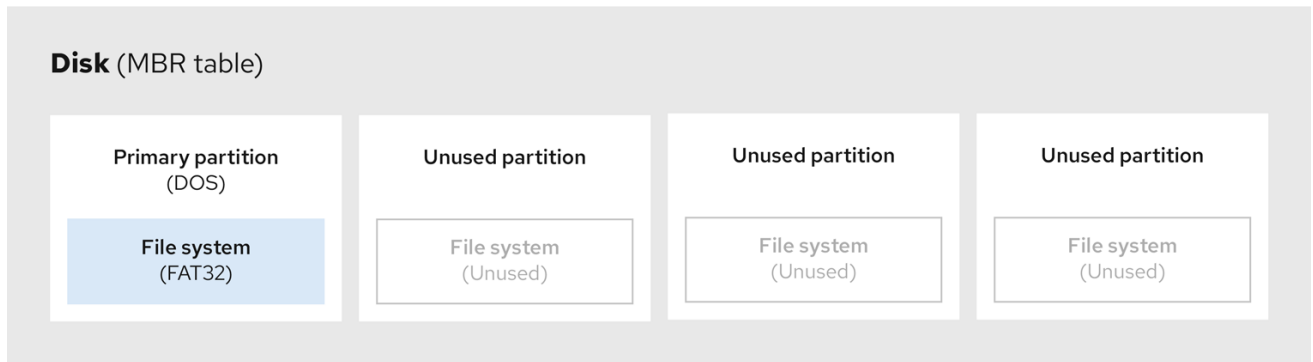 Disk (MBR table)
Primary partition
(DOS)
File system
(FAT32)
Unused partition
File system
(Unused)
Unused partition
File system
(Unused)
Unused partition
File system
(Unused)